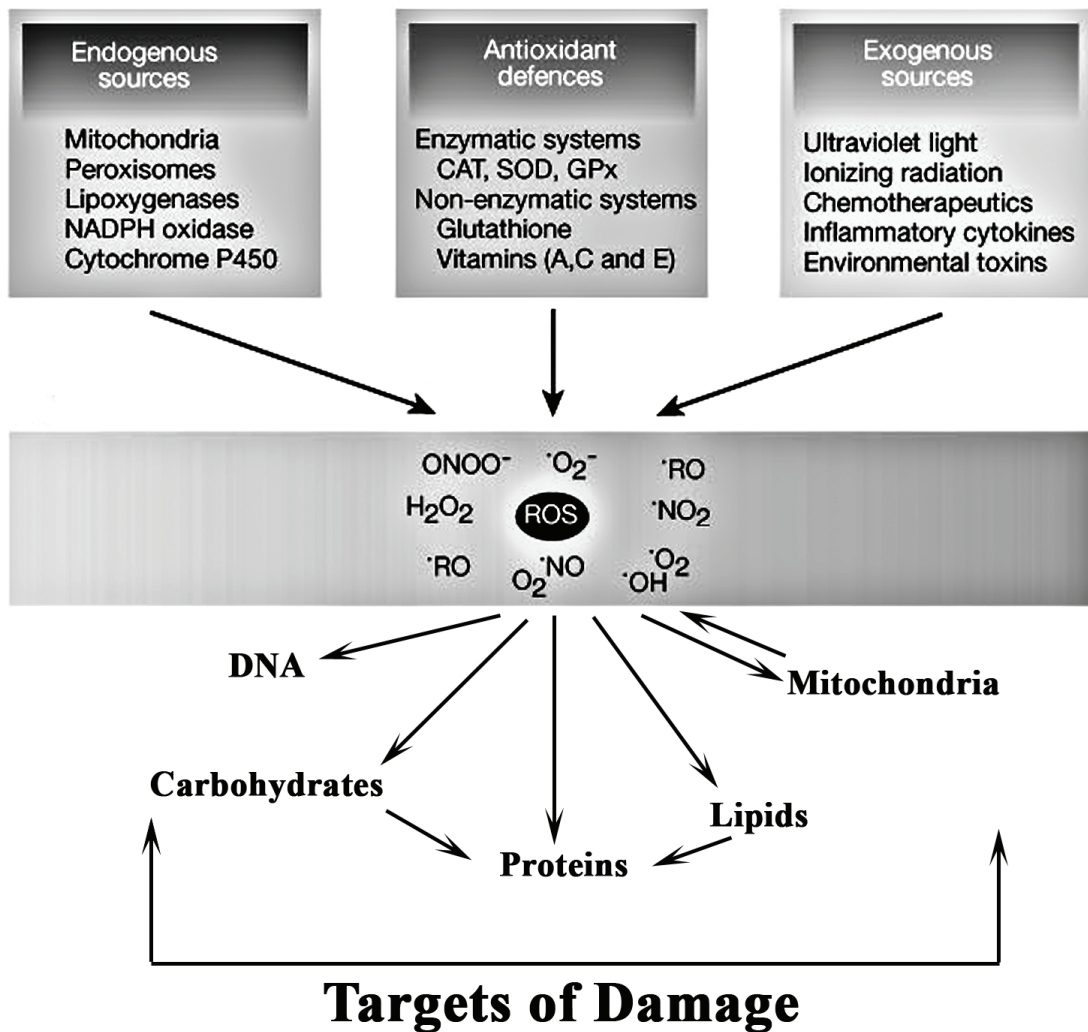 Endogenous
sources
Mitochondria
Peroxisomes
Lipoxygenases
NADPH oxidase
Cytochrome P450
Antioxidant
defences
Enzymatic systems
CAT, SOD, GPx
Non-enzymatic systems
Glutathione
Vitamins (A,C and E)
Exogenous
sources
Ultraviolet light
Ionizing radiation
Chemotherapeutics
Inflammatory cytokines
Environmental toxins
ONOO⁻ ˙O₂⁻ ˙RO
H₂O₂ ROS ˙NO₂
˙RO O₂ ˙NO ˙OH ˙O₂
DNA
Mitochondria
Carbohydrates
Lipids
Proteins
Targets of Damage